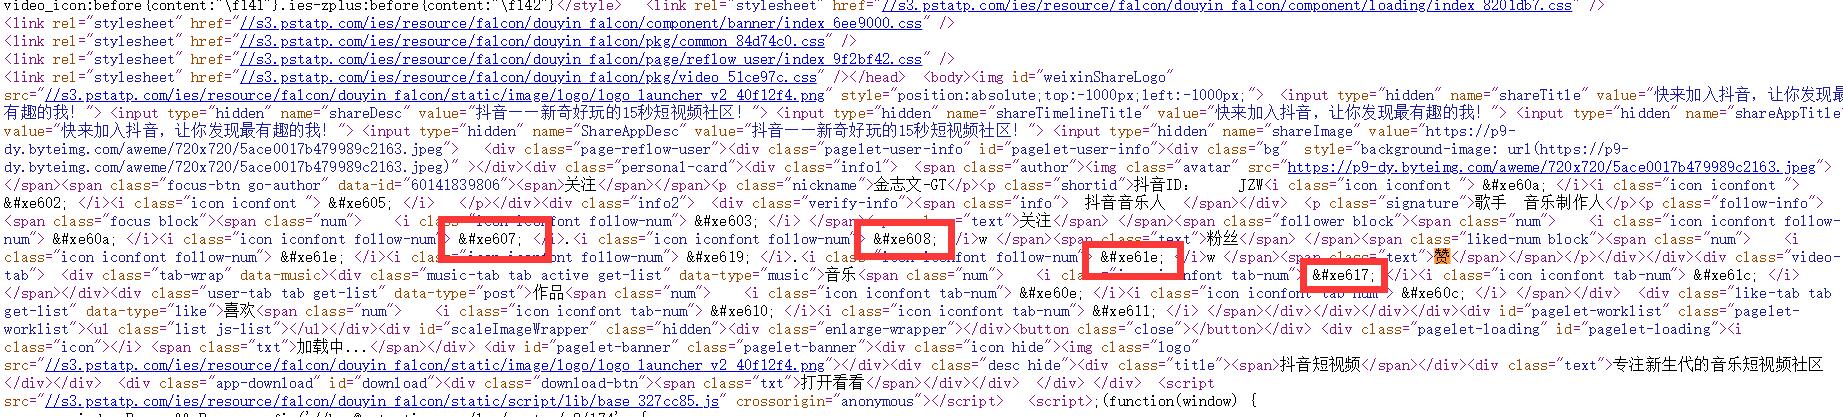 video_icon:before{content:"\f141"}.ies-zplus:before{content:"\f142"}</style>   <link rel="stylesheet" href="//s3.pstatp.com/ies/resource/falcon/douyin_falcon/component/loading/index_8201db7.css" />
<link rel="stylesheet" href="//s3.pstatp.com/ies/resource/falcon/douyin_falcon/component/banner/index_6ee9000.css" />
<link rel="stylesheet" href="//s3.pstatp.com/ies/resource/falcon/douyin_falcon/pkg/common_84d74c0.css" />
<link rel="stylesheet" href="//s3.pstatp.com/ies/resource/falcon/douyin_falcon/page/reflow_user/index_9f2bf42.css" />
<link rel="stylesheet" href="//s3.pstatp.com/ies/resource/falcon/douyin_falcon/pkg/video_51ce97c.css" /></head>  <body><img id="weixinShareLogo"
src="//s3.pstatp.com/ies/resource/falcon/douyin_falcon/static/image/logo/logo_launcher_v2_40f12f4.png" style="position:absolute;top:-1000px;left:-1000px;">  <input type="hidden" name="shareTitle" value="快来加入抖音，让你发现最
有趣的我！"> <input type="hidden" name="shareDesc" value="抖音——新奇好玩的15秒短视频社区！"> <input type="hidden" name="shareTimelineTitle" value="快来加入抖音，让你发现最有趣的我！"> <input type="hidden" name="shareAppTitle"
value="快来加入抖音，让你发现最有趣的我！"> <input type="hidden" name="ShareAppDesc" value="抖音——新奇好玩的15秒短视频社区！"> <input type="hidden" name="shareImage" value="https://p9-
dy.byteimg.com/aweme/720x720/5ace0017b479989c2163.jpeg">   <div class="page-reflow-user"><div class="pagelet-user-info" id="pagelet-user-info"><div class="bg"  style="background-image: url(https://p9-
dy.byteimg.com/aweme/720x720/5ace0017b479989c2163.jpeg)" ></div><div class="personal-card"><div class="info1">  <span class="author"><img class="avatar" src="https://p9-dy.byteimg.com/aweme/720x720/5ace0017b479989c2163.jpeg">
</span><span class="focus-btn go-author" data-id="60141839806"><span>关注</span></span><p class="nickname">金志文-GT</p><p class="shortid">抖音ID：    JZW<i class="icon iconfont "> &#xe60a; </i><i class="icon iconfont ">
&#xe602; </i><i class="icon iconfont "> &#xe605; </i>  </p></div><div class="info2">  <div class="verify-info"><span class="info">  抖音音乐人  </span></div>  <p class="signature">歌手  音乐制作人</p><p class="follow-info">
<span class="focus block"><span class="num">   <i class="icon iconfont follow-num"> &#xe603; </i> </span><span class="text">关注</span> </span><span class="follower block"><span class="num">   <i class="icon iconfont follow-
num"> &#xe60a; </i><i class="icon iconfont follow-num"> &#xe607; </i>.<i class="icon iconfont follow-num"> &#xe608; </i>w </span><span class="text">粉丝</span> </span><span class="liked-num block"><span class="num">   <i
class="icon iconfont follow-num"> &#xe61e; </i><i class="icon iconfont follow-num"> &#xe619; </i>.<i class="icon iconfont follow-num"> &#xe61e; </i>w </span><span class="text">赞</span></span></p></div></div><div class="video-
tab">  <div class="tab-wrap" data-music><div class="music-tab tab active get-list" data-type="music">音乐<span class="num">   <i class="icon iconfont tab-num"> &#xe617; </i><i class="icon iconfont tab-num"> &#xe61c; </i>
</span></div><div class="user-tab tab get-list" data-type="post">作品<span class="num">   <i class="icon iconfont tab-num"> &#xe60e; </i><i class="icon iconfont tab-num"> &#xe60c; </i> </span></div>  <div class="like-tab tab
get-list" data-type="like">喜欢<span class="num">   <i class="icon iconfont tab-num"> &#xe610; </i><i class="icon iconfont tab-num"> &#xe611; </i> </span></div></div></div></div><div id="pagelet-worklist" class="pagelet-
worklist"><ul class="list js-list"></ul></div><div id="scaleImageWrapper" class="hidden"><div class="enlarge-wrapper"></div><button class="close"></button></div> <div class="pagelet-loading" id="pagelet-loading"><i
class="icon"></i> <span class="txt">加载中...</span></div> <div id="pagelet-banner" class="pagelet-banner"><div class="icon hide"><img class="logo"
src="//s3.pstatp.com/ies/resource/falcon/douyin_falcon/static/image/logo/logo_launcher_v2_40f12f4.png"></div><div class="desc hide"><div class="title"><span>抖音短视频</span></div><div class="text">专注新生代的音乐短视频社区
</div></div>  <div class="app-download" id="download"><div class="download-btn"><span class="txt">打开看看</span></div></div>  </div> </div>  <script
src="//s3.pstatp.com/ies/resource/falcon/douyin_falcon/static/script/lib/base_327cc85.js" crossorigin="anonymous"></script>  <script>;(function(window) {